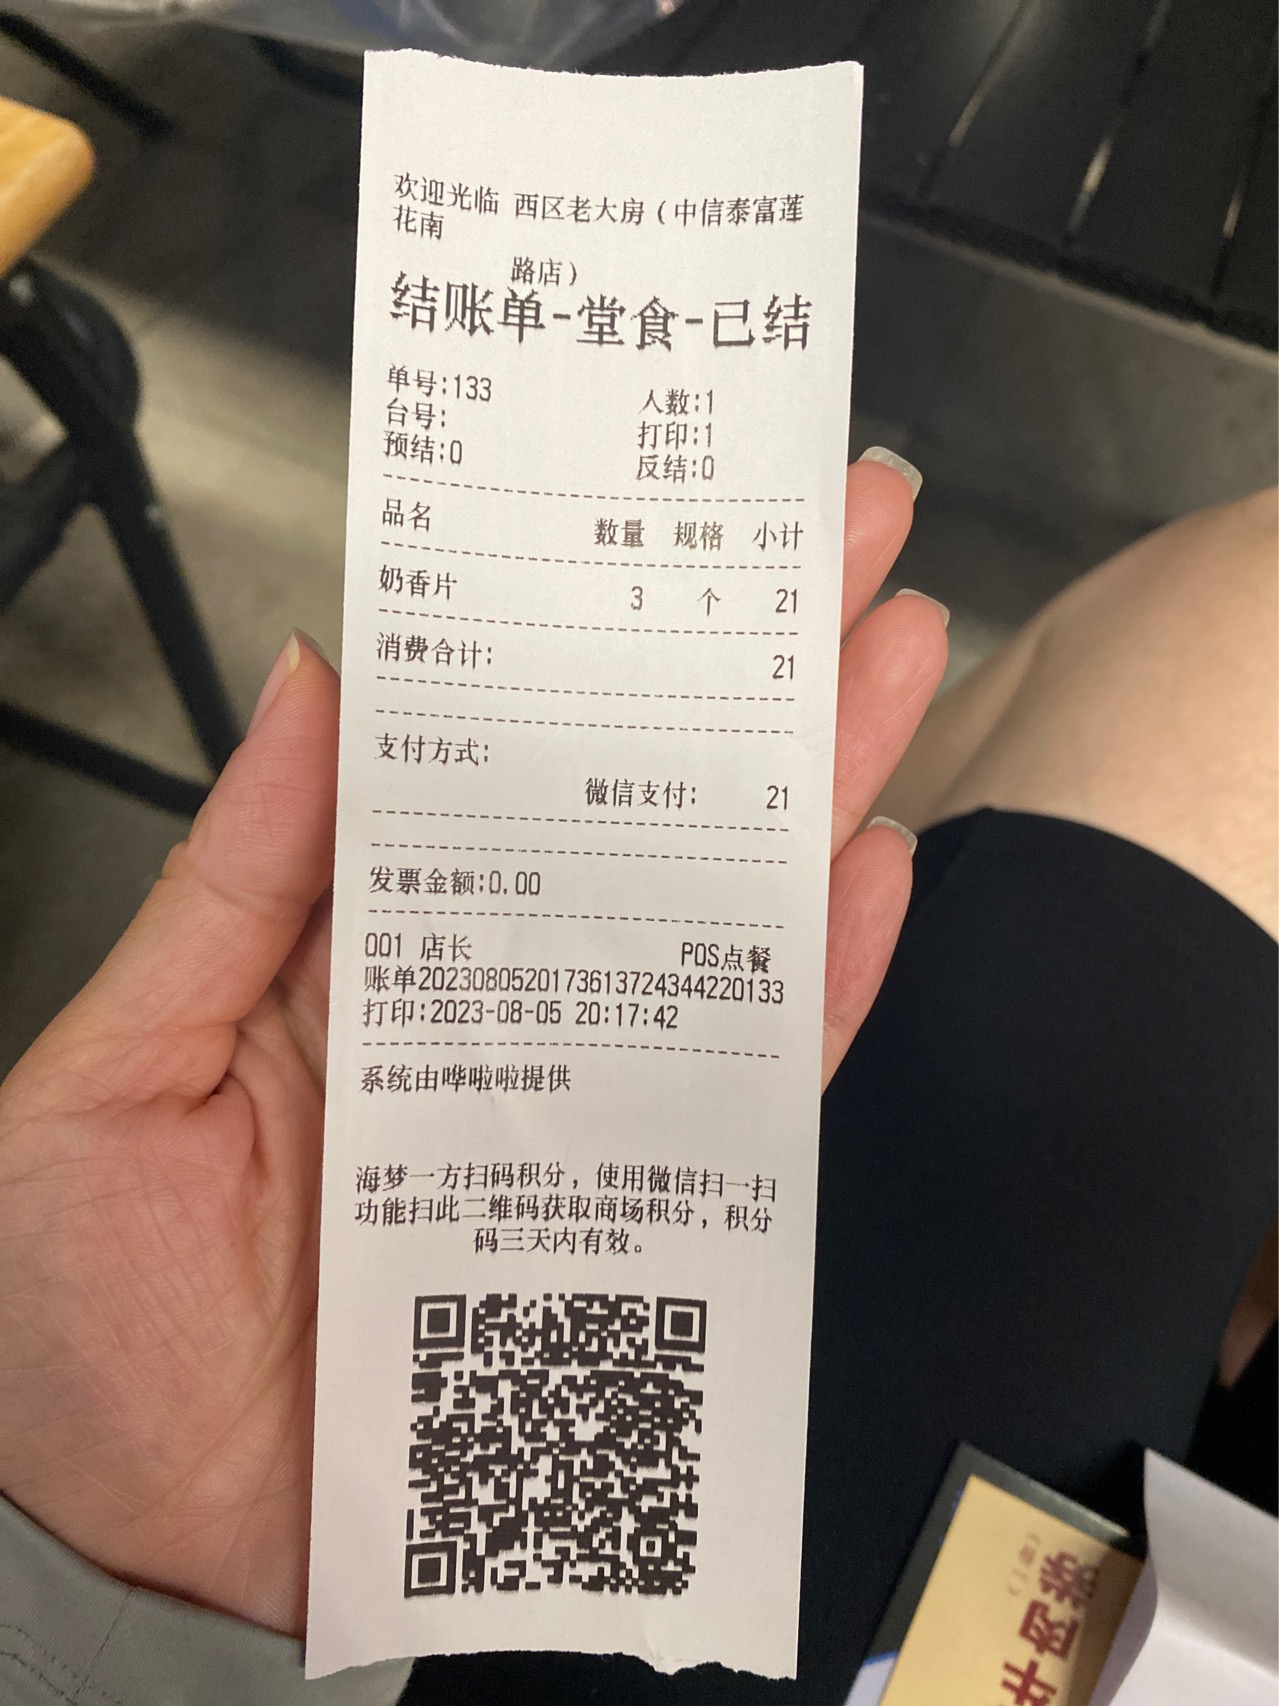 欢迎光临 西区老大房（中信泰富莲
花南
路店）
结账单-堂食-已结
单号:133 人数:1
台号: 打印:1
预结:0 反结:0
品名 数量 规格 小计
奶香片 3 个 21
消费合计: 21
支付方式:
微信支付: 21
发票金额:0.00
001 店长 POS点餐
账单20230805201736137243442​20133
打印:2023-08-05 20:17:42
系统由哗啦啦提供
海梦一方扫码积分，使用微信扫一扫
功能扫此二维码获取商场积分，积分
码三天内有效。